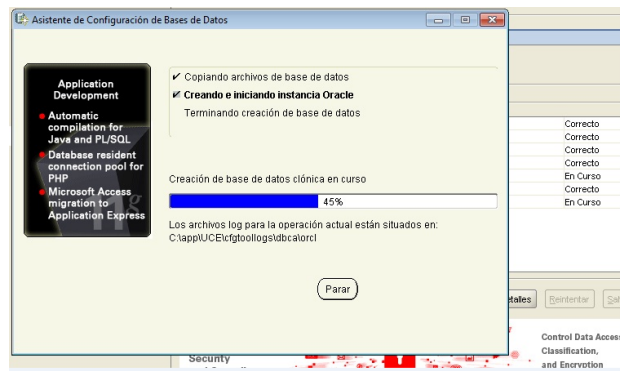 Asistente de Configuración de Bases de Datos
Application
Development
Automatic
compilation for
Java and PL/SQL
Database resident
connection pool for
PHP
Microsoft Access
migration to
Application Express
Copiando archivos de base de datos
Creando e iniciando instancia Oracle
Terminando creación de base de datos
Creación de base de datos clónica en curso
45%
Los archivos log para la operación actual están situados en:
C:\app\UCE\cfgtoollogs\dbca\orcl
Parar
Correcto
Correcto
Correcto
Correcto
En Curso
Correcto
En Curso
Reintentar
Security
Control Data Access
Classification,
and Encryption